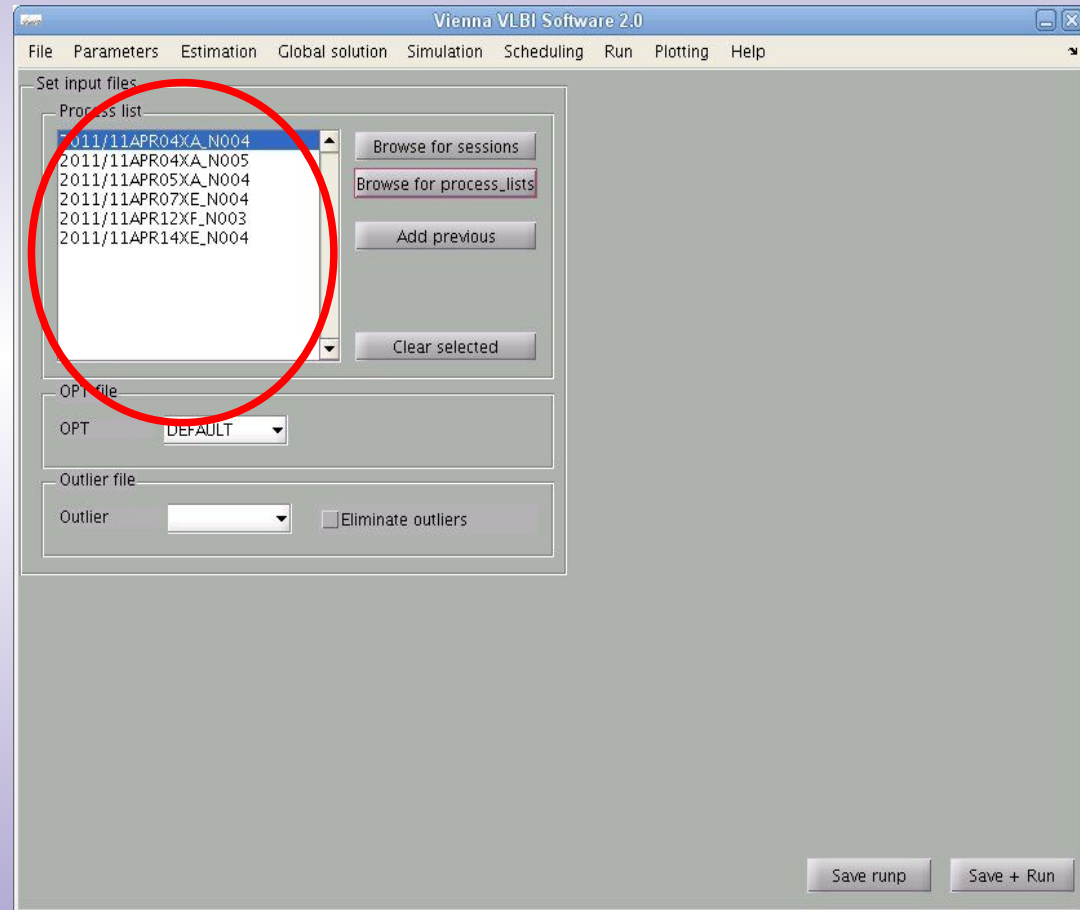 Vienna VLBI Software 2.0
File Parameters Estimation Global solution Simulation Scheduling Run Plotting Help
Set input files
Process list
2011/11APR04XA_N004
2011/11APR04XA_N005
2011/11APR05XA_N004
2011/11APR07XE_N004
2011/11APR12XF_N003
2011/11APR14XE_N004
Browse for sessions
Browse for process_lists
Add previous
Clear selected
OPT file
OPT DEFAULT
Outlier file
Outlier Eliminate outliers
Save runp Save + Run